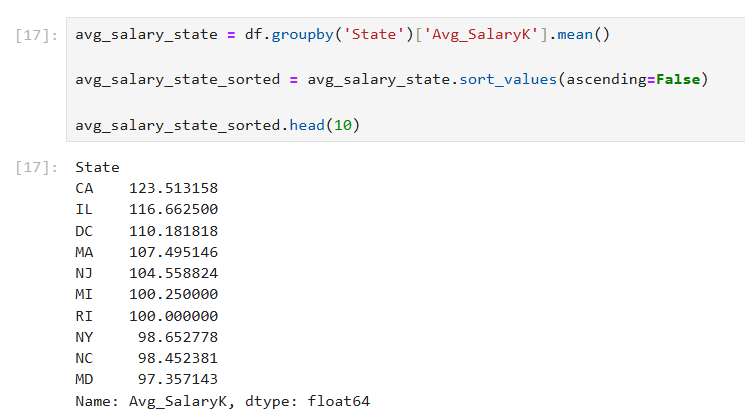 [17]: avg_salary_state = df.groupby('State')['Avg_SalaryK'].mean()
avg_salary_state_sorted = avg_salary_state.sort_values(ascending=False)
avg_salary_state_sorted.head(10)
[17]: State
CA    123.513158
IL    116.662500
DC    110.181818
MA    107.495146
NJ    104.558824
MI    100.250000
RI    100.000000
NY     98.652778
NC     98.452381
MD     97.357143
Name: Avg_SalaryK, dtype: float64